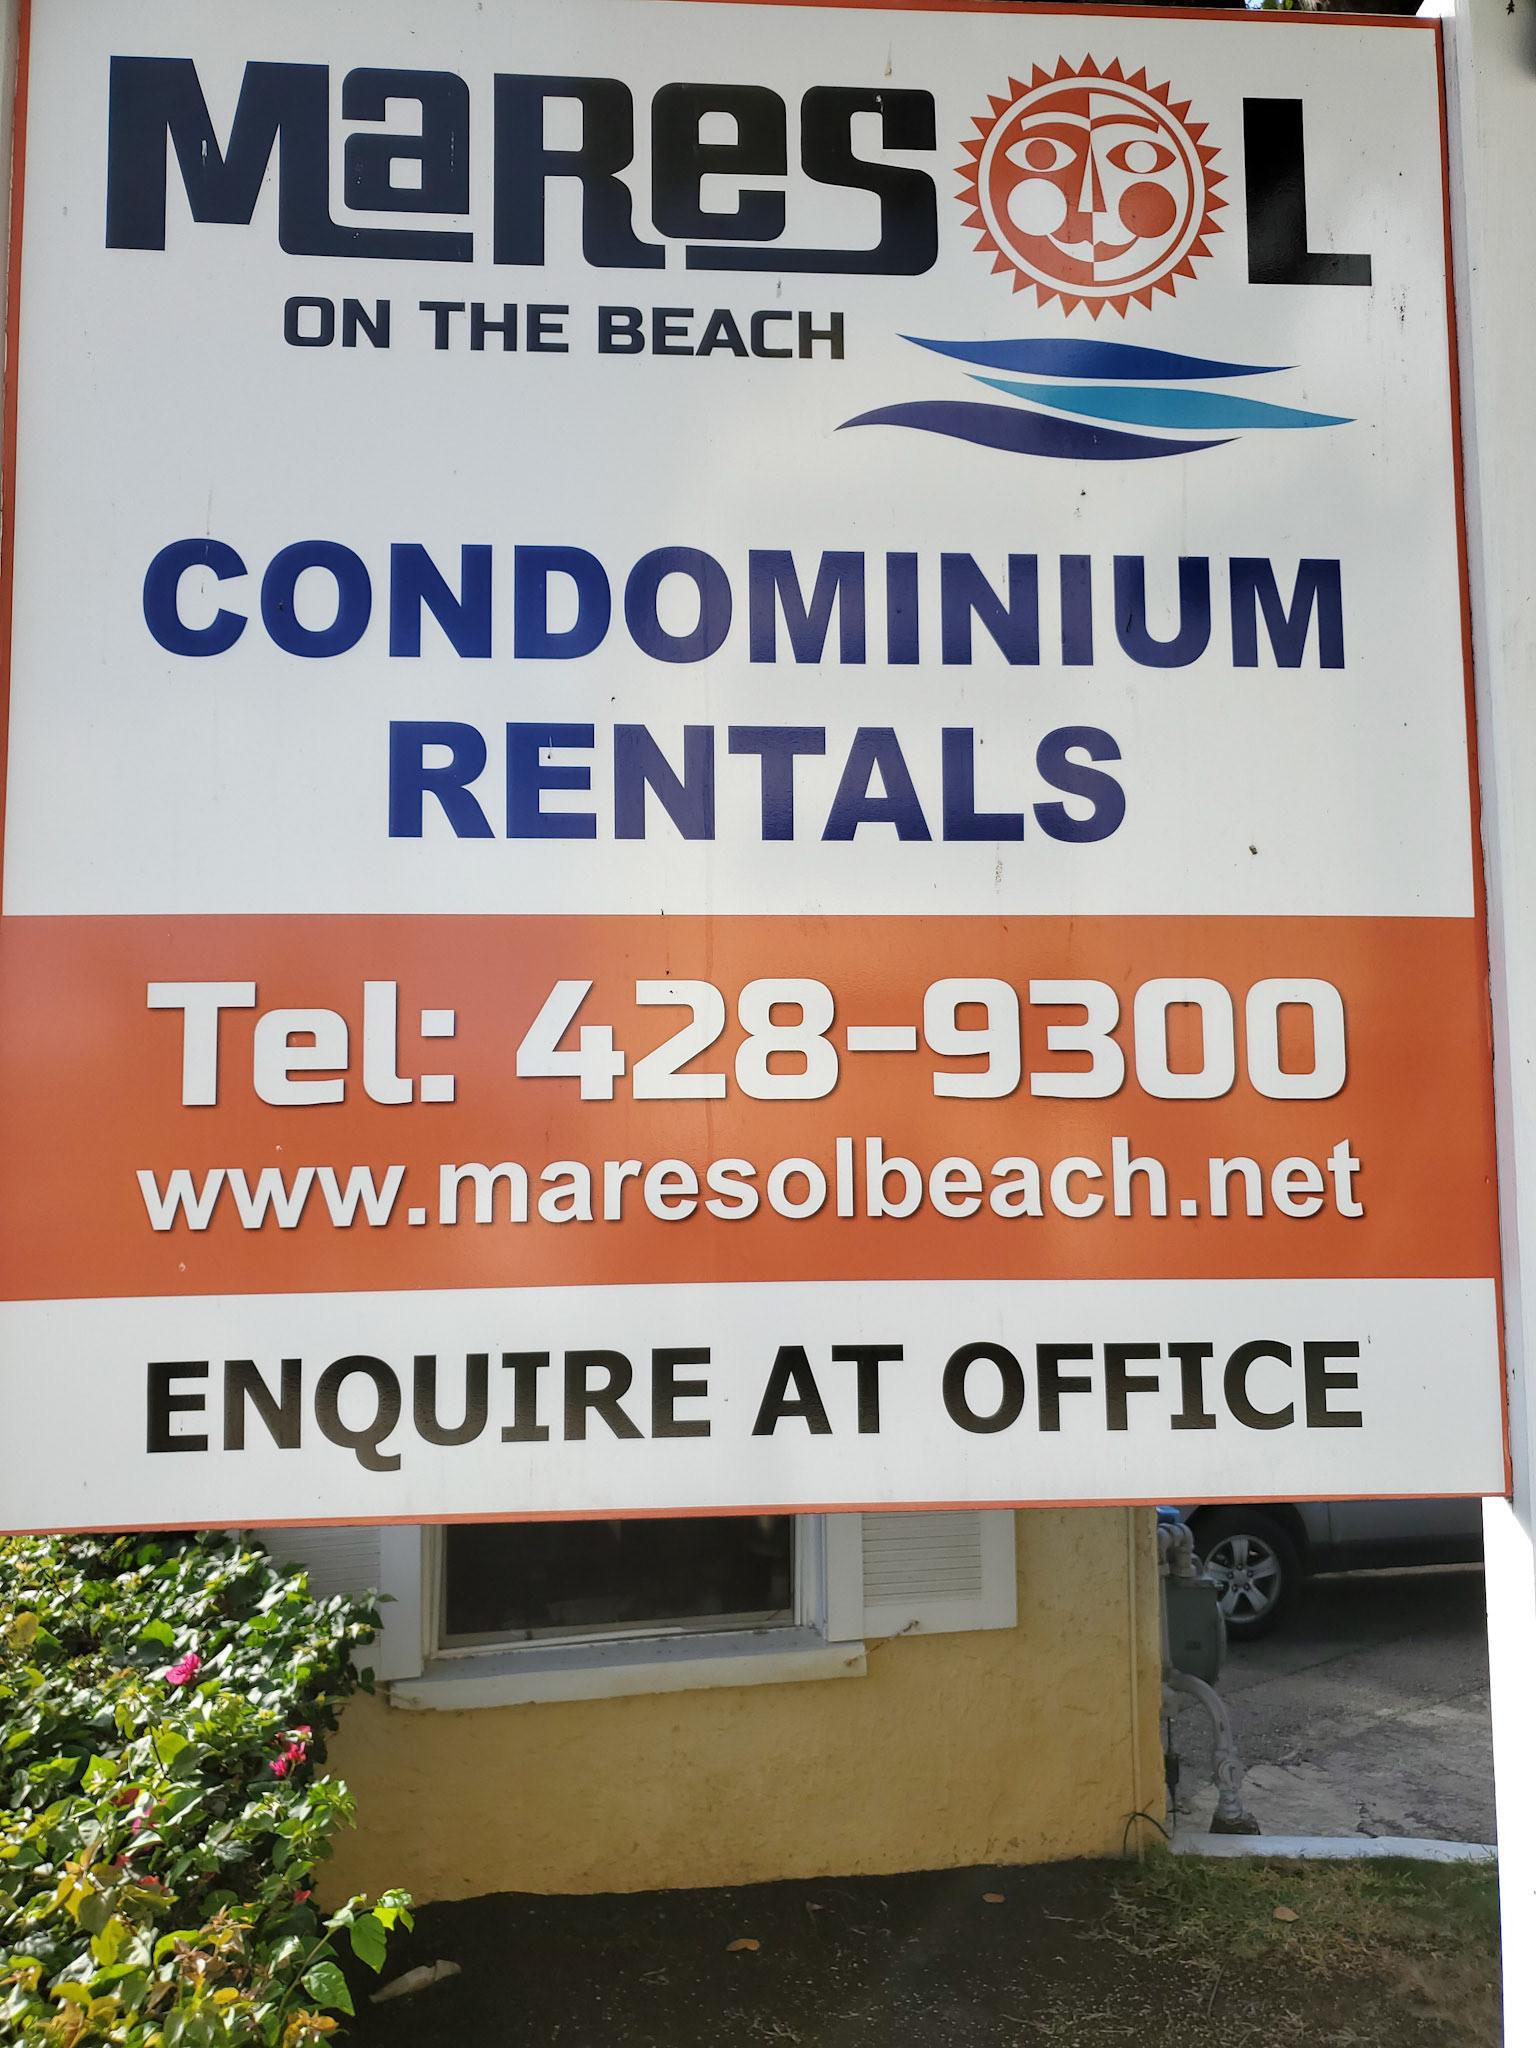 MaResOL
ON THE BEACH
CONDOMINIUM
RENTALS
Tel: 428-9300
www.maresolbeach.net
ENQUIRE AT OFFICE